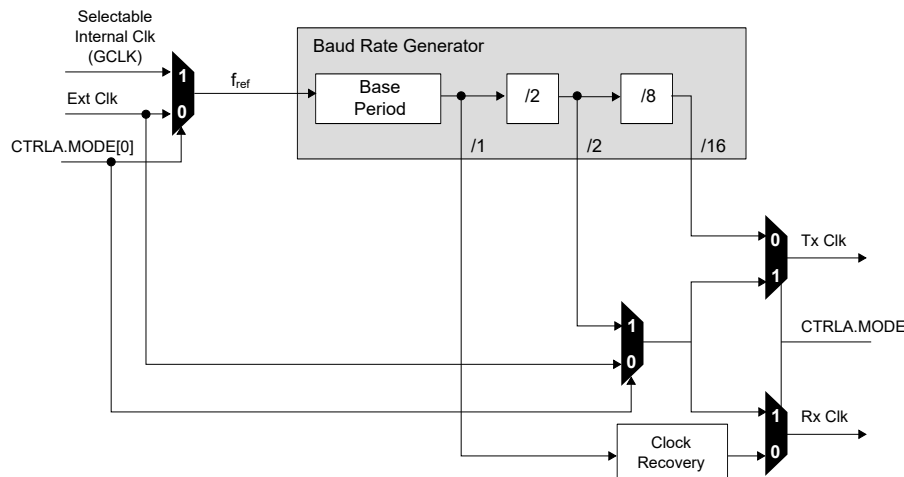 Selectable
Internal Clk
(GCLK)
Baud Rate Generator
1
f_ref
Base
Period
/2
/8
Ext Clk
0
CTRLA.MODE[0]
/1
/2
/16
0
Tx Clk
1
1
CTRLA.MODE
0
1
Rx Clk
Clock
Recovery
0